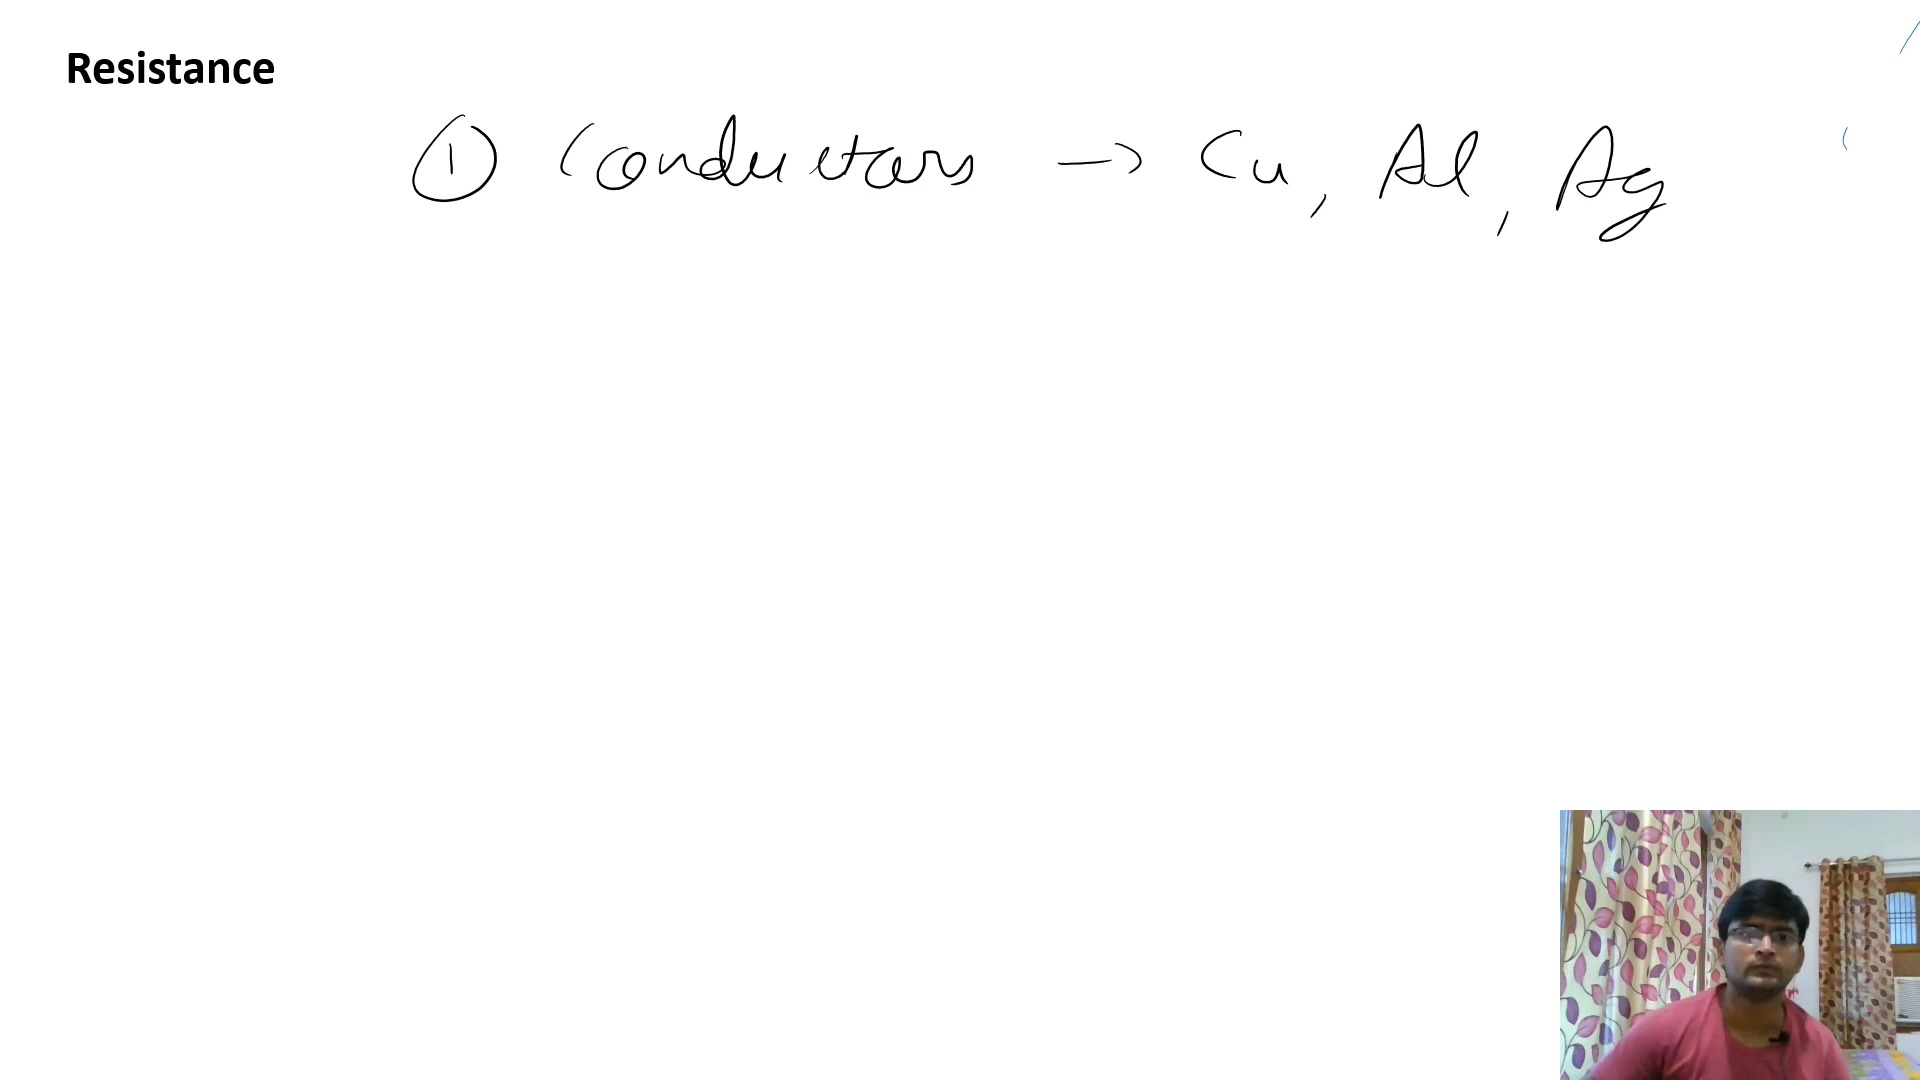 Resistance
① Conductors → Cu, Al, Ag